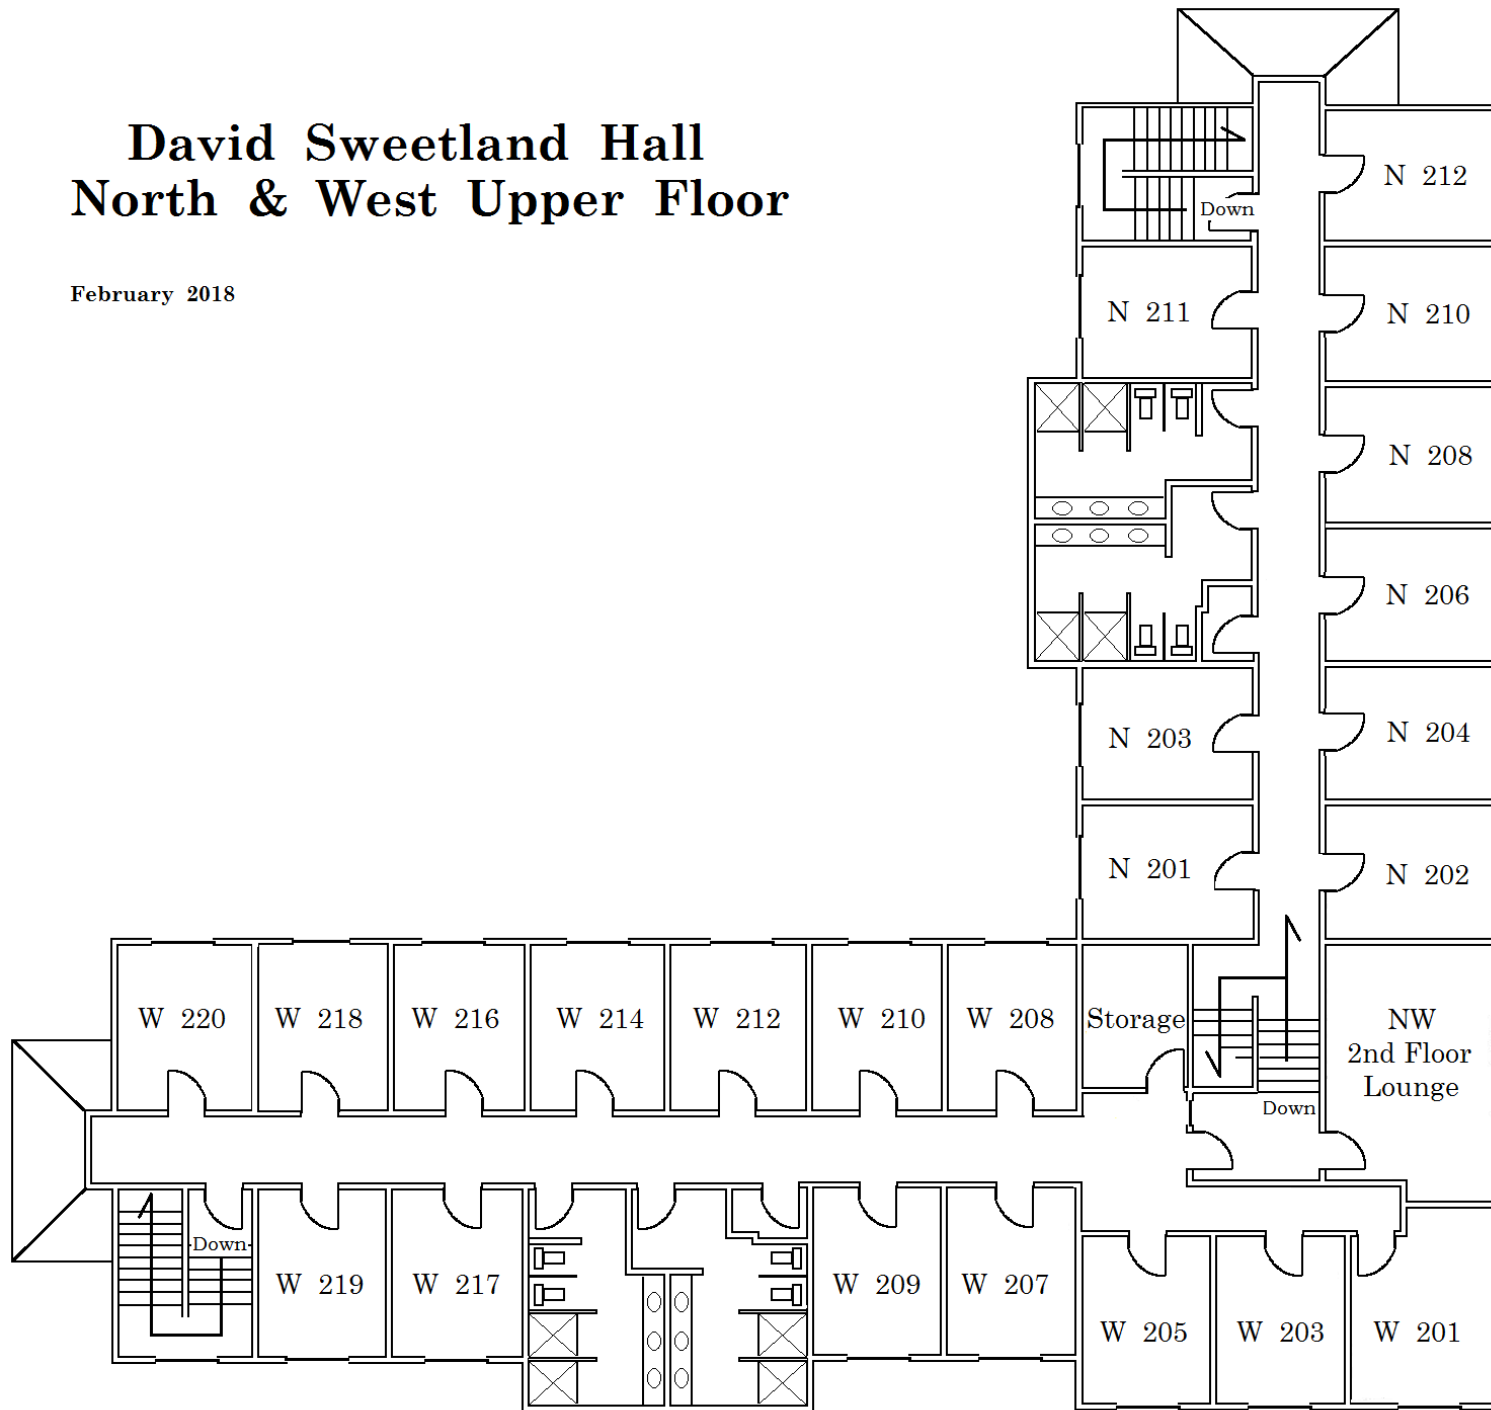 David Sweetland Hall
North & West Upper Floor
February 2018
N 212
Down
N 211
N 210
N 208
N 206
N 203
N 204
N 201
N 202
W 220
W 218
W 216
W 214
W 212
W 210
W 208
Storage
NW
2nd Floor
Lounge
Down
Down
W 219
W 217
W 209
W 207
W 205
W 203
W 201